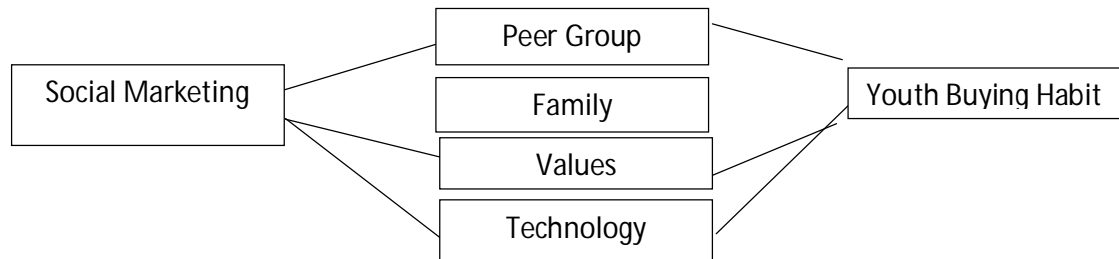 Peer Group
Social Marketing
Family
Youth Buying Habit
Values
Technology